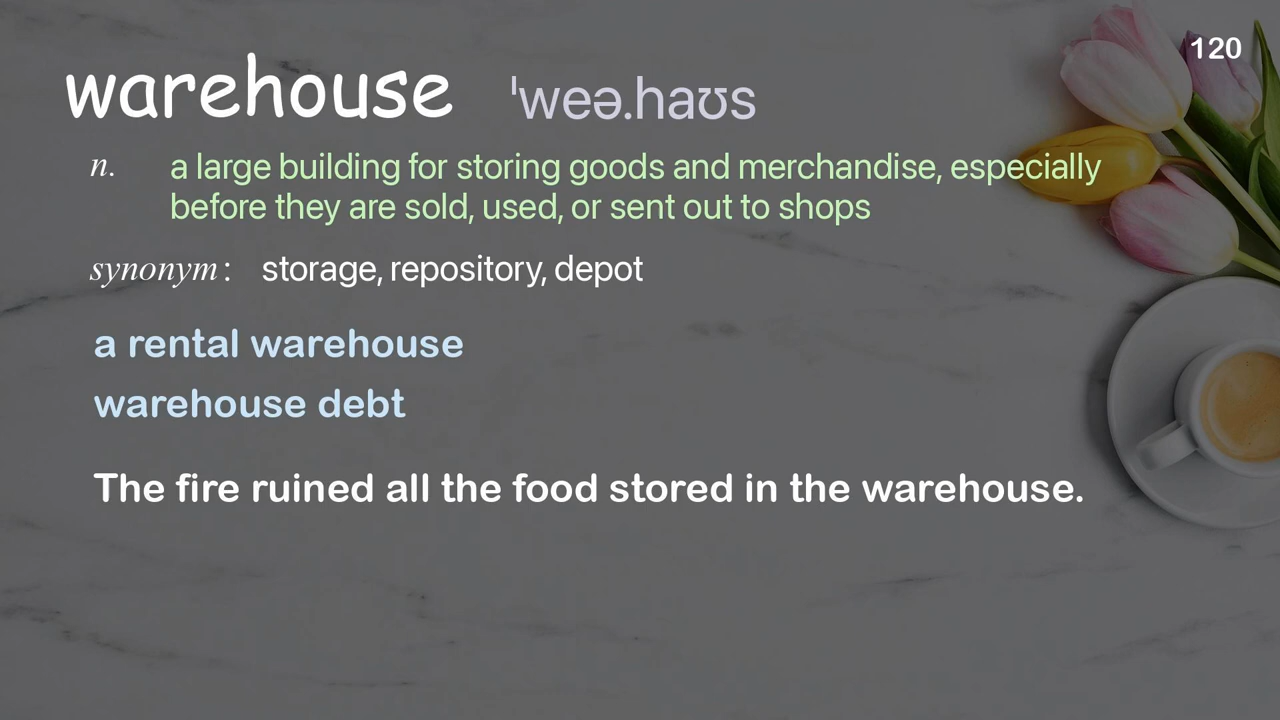 120
warehouse ˈweə.haʊs
n. a large building for storing goods and merchandise, especially
before they are sold, used, or sent out to shops
synonym : storage, repository, depot
a rental warehouse
warehouse debt
The fire ruined all the food stored in the warehouse.